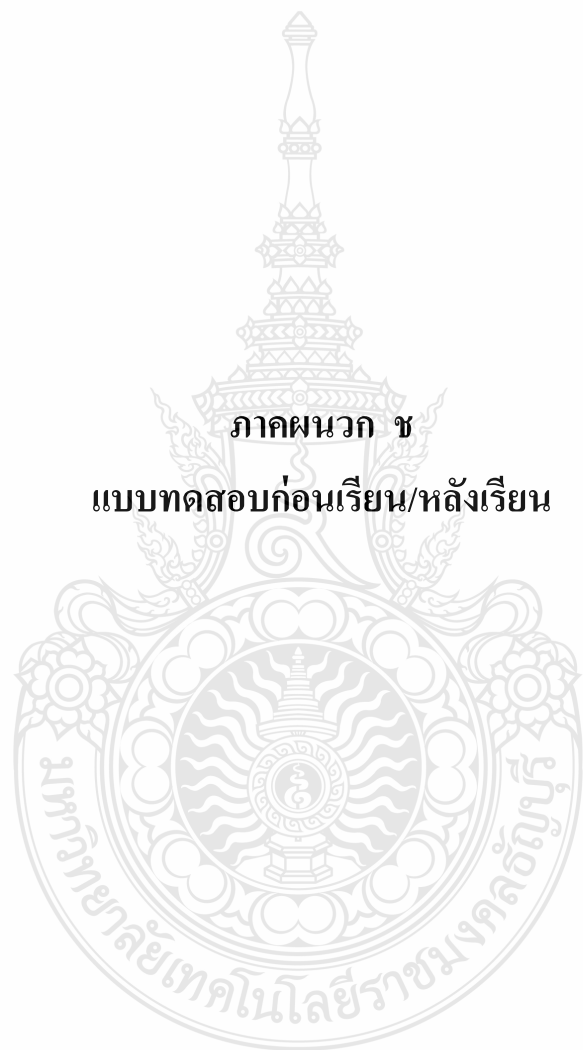 ภาคผนวก ช
แบบทดสอบก่อนเรียน/หลังเรียน
มหาวิทยาลัยเทคโนโลยีราชมงคลธัญบุรี